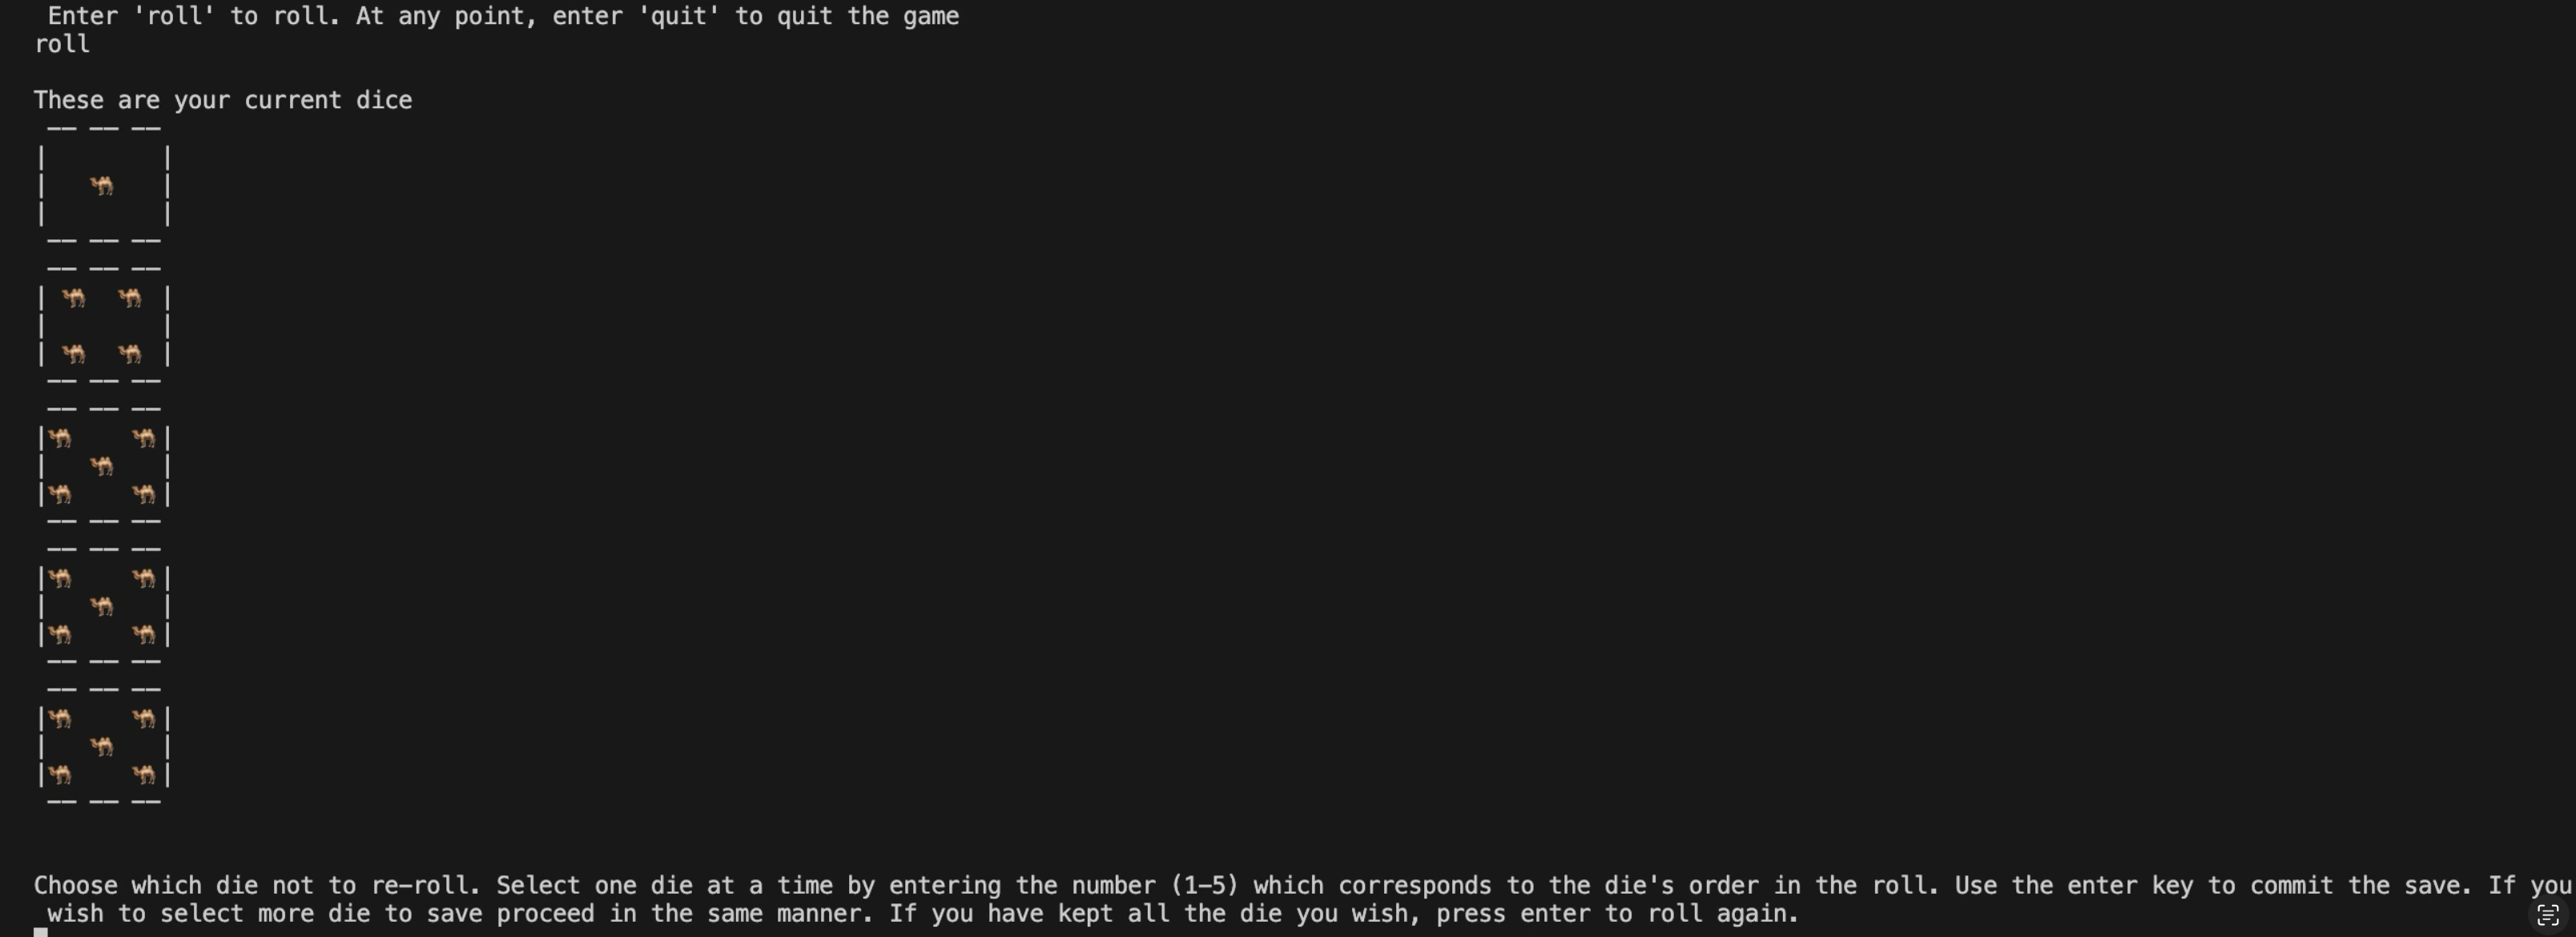 Enter 'roll' to roll. At any point, enter 'quit' to quit the game
roll
These are your current dice
Choose which die not to re-roll. Select one die at a time by entering the number (1-5) which corresponds to the die's order in the roll. Use the enter key to commit the save. If you
wish to select more die to save proceed in the same manner. If you have kept all the die you wish, press enter to roll again.